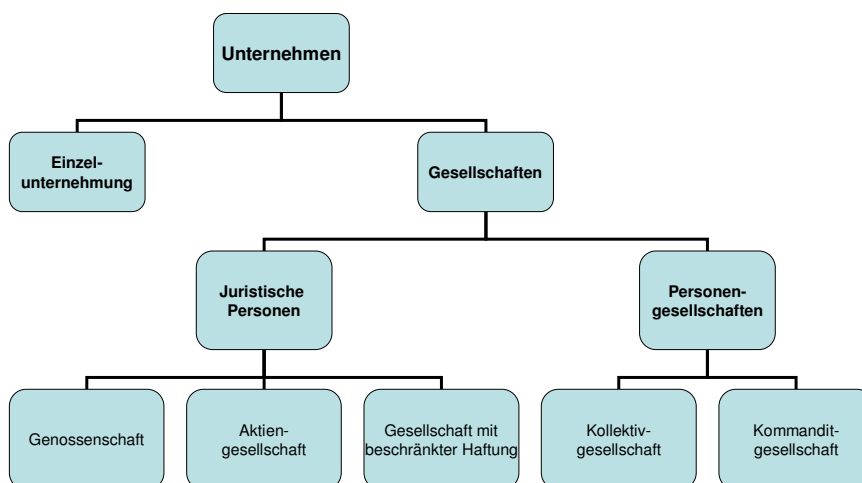 Unternehmen
Einzel-
unternehmung
Gesellschaften
Juristische
Personen
Personen-
gesellschaften
Genossenschaft
Aktien-
gesellschaft
Gesellschaft mit
beschränkter Haftung
Kollektiv-
gesellschaft
Kommandit-
gesellschaft